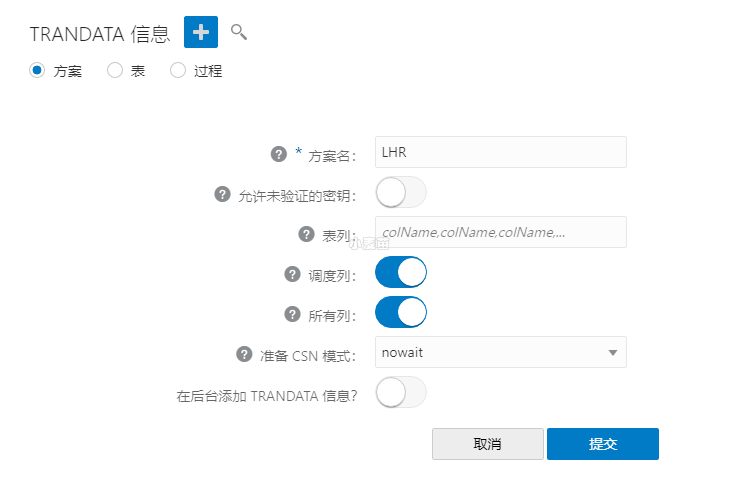 TRANDATA 信息
方案 表 过程
* 方案名: LHR
允许未验证的密钥:
表列: colName,colName,colName,...
调度列:
所有列:
准备 CSN 模式: nowait
在后台添加 TRANDATA 信息?
取消 提交